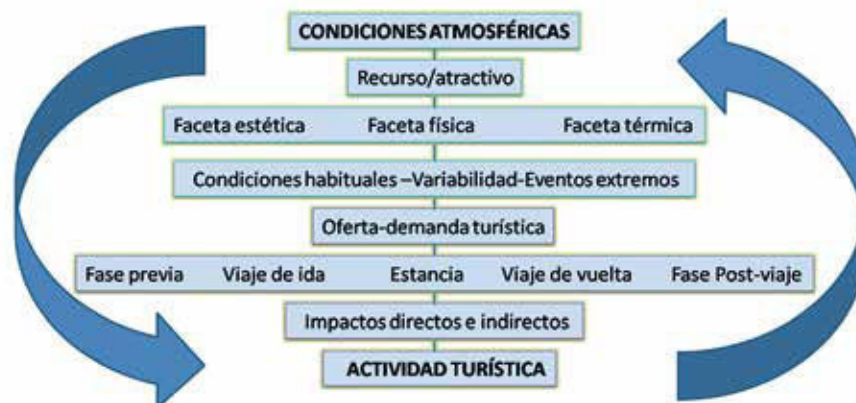 CONDICIONES ATMOSFÉRICAS
Recurso/atractivo
Faceta estética Faceta física Faceta térmica
Condiciones habituales –Variabilidad-Eventos extremos
Oferta-demanda turística
Fase previa Viaje de ida Estancia Viaje de vuelta Fase Post-viaje
Impactos directos e indirectos
ACTIVIDAD TURÍSTICA